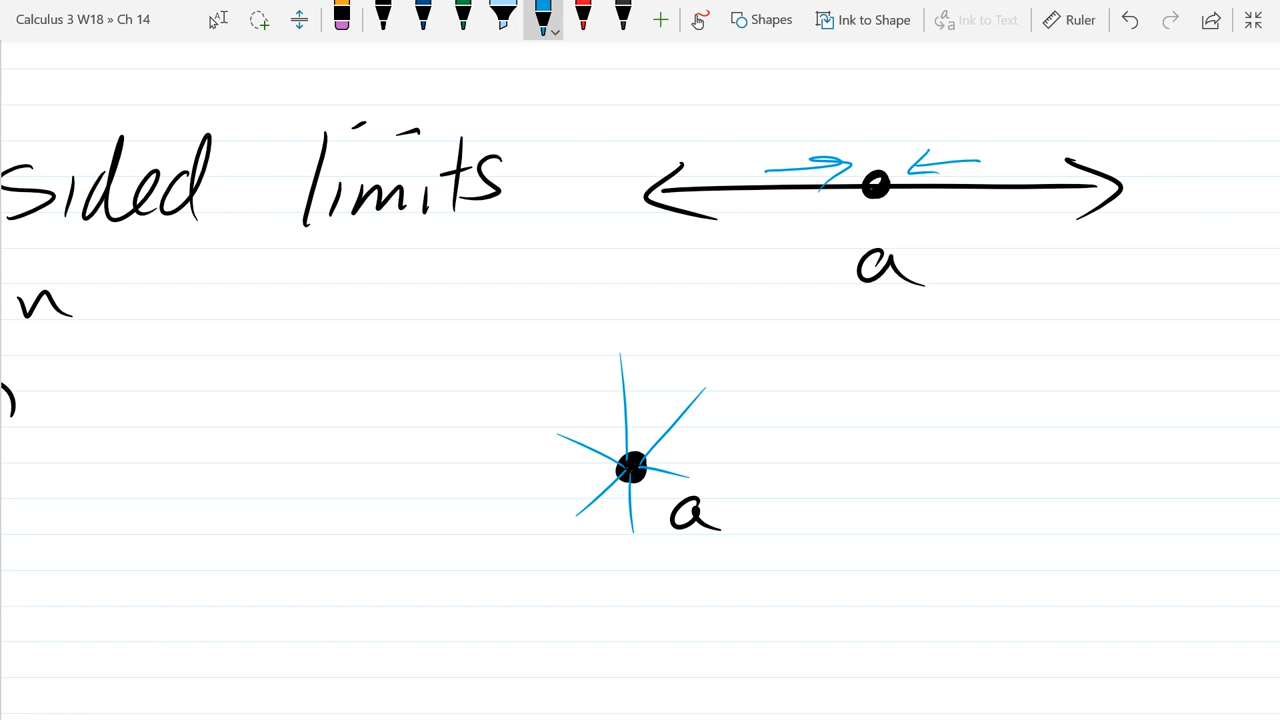 Calculus 3 W18 » Ch 14
Shapes
Ink to Shape
Ink to Text
Ruler
sided limits
a
n
)
a